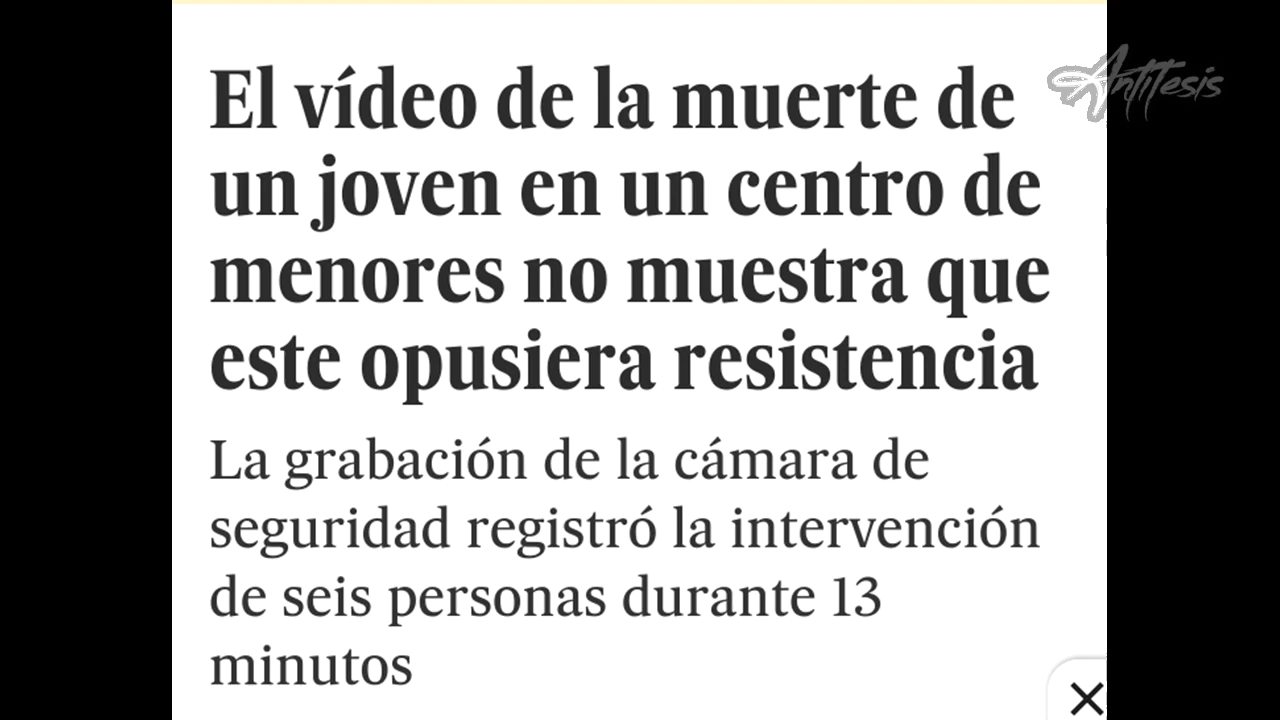 El vídeo de la muerte de
un joven en un centro de
menores no muestra que
este opusiera resistencia
La grabación de la cámara de
seguridad registró la intervención
de seis personas durante 13
minutos
Antítesis